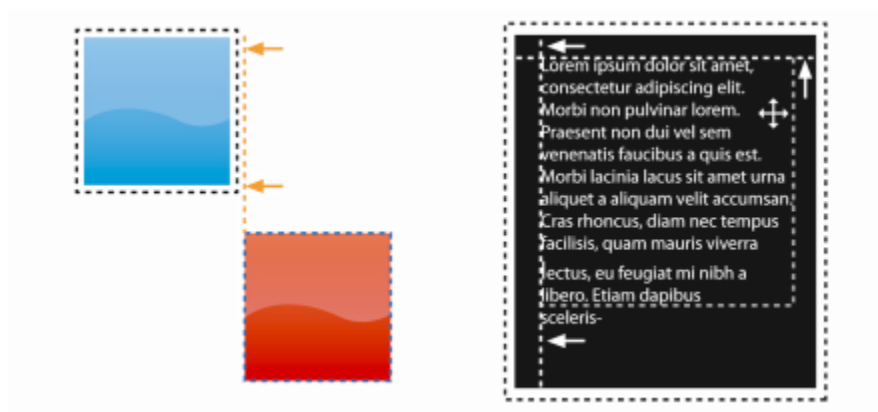 Lorem ipsum dolor sit amet,
consectetur adipiscing elit.
Morbi non pulvinar lorem.
Praesent non dui vel sem
venenatis faucibus a quis est.
Morbi lacinia lacus sit amet urna
aliquet a aliquam velit accumsan.
Cras rhoncus, diam nec tempus
facilisis, quam mauris viverra
lectus, eu feugiat mi nibh a
libero. Etiam dapibus
sceleris-